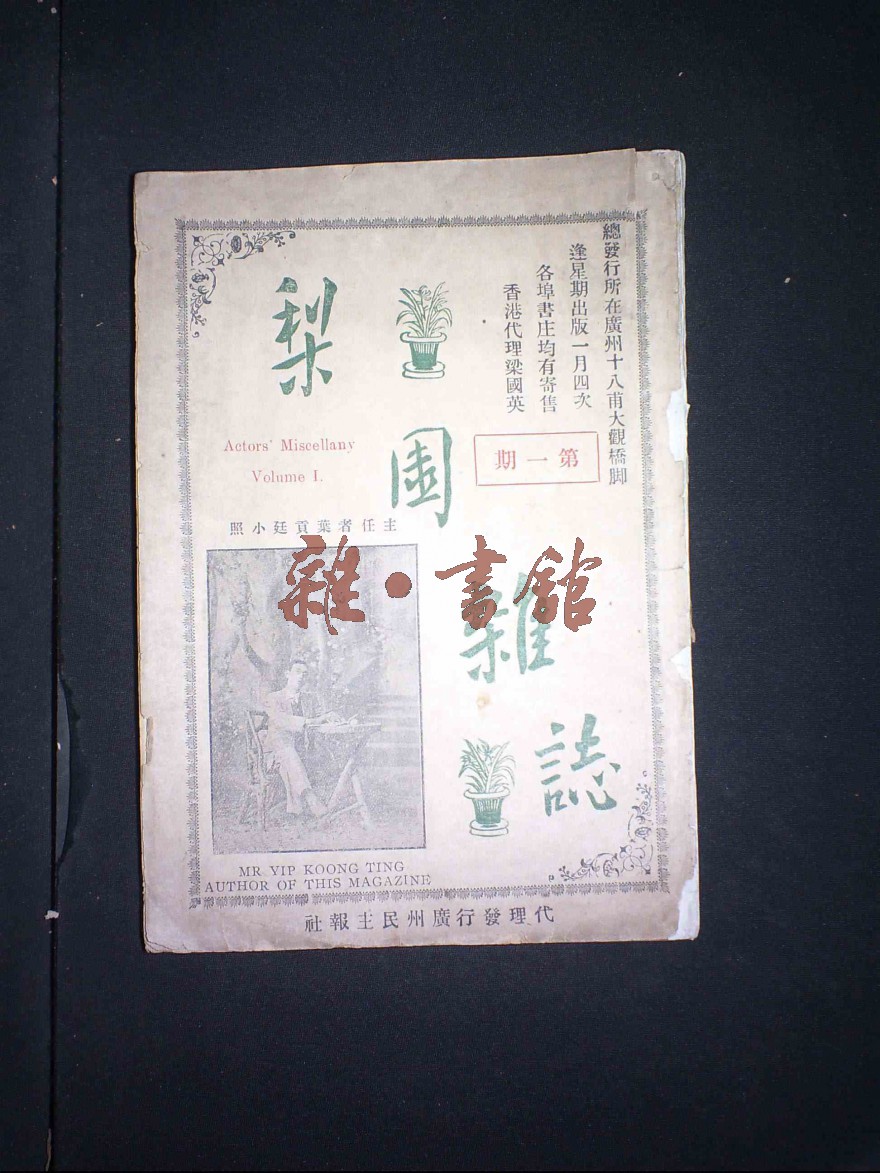 總發行所在廣州十八甫大觀橋脚
逢星期出版一月四次
各埠書庄均有寄售
香港代理梁國英
第一期
梨園雜誌
Actors' Miscellany
Volume I.
主任者葉貢廷小照
雜·書館
MR YIP KOONG TING
AUTHOR OF THIS MAGAZINE
代理發行廣州民主報社